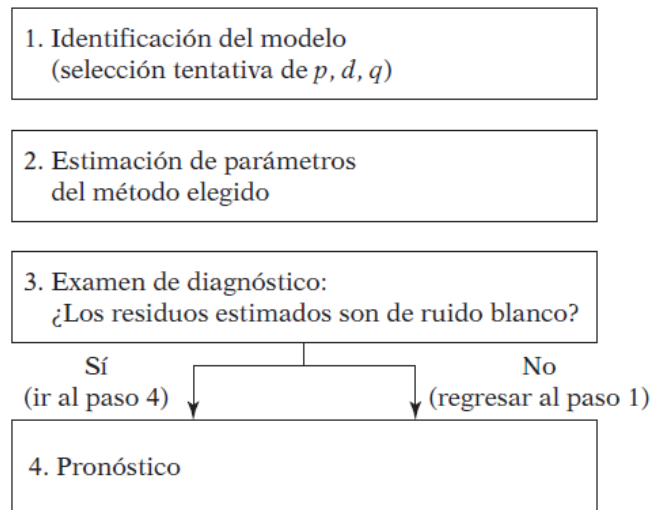 1. Identificación del modelo
(selección tentativa de p, d, q)
2. Estimación de parámetros
del método elegido
3. Examen de diagnóstico:
¿Los residuos estimados son de ruido blanco?
Sí
(ir al paso 4)
No
(regresar al paso 1)
4. Pronóstico